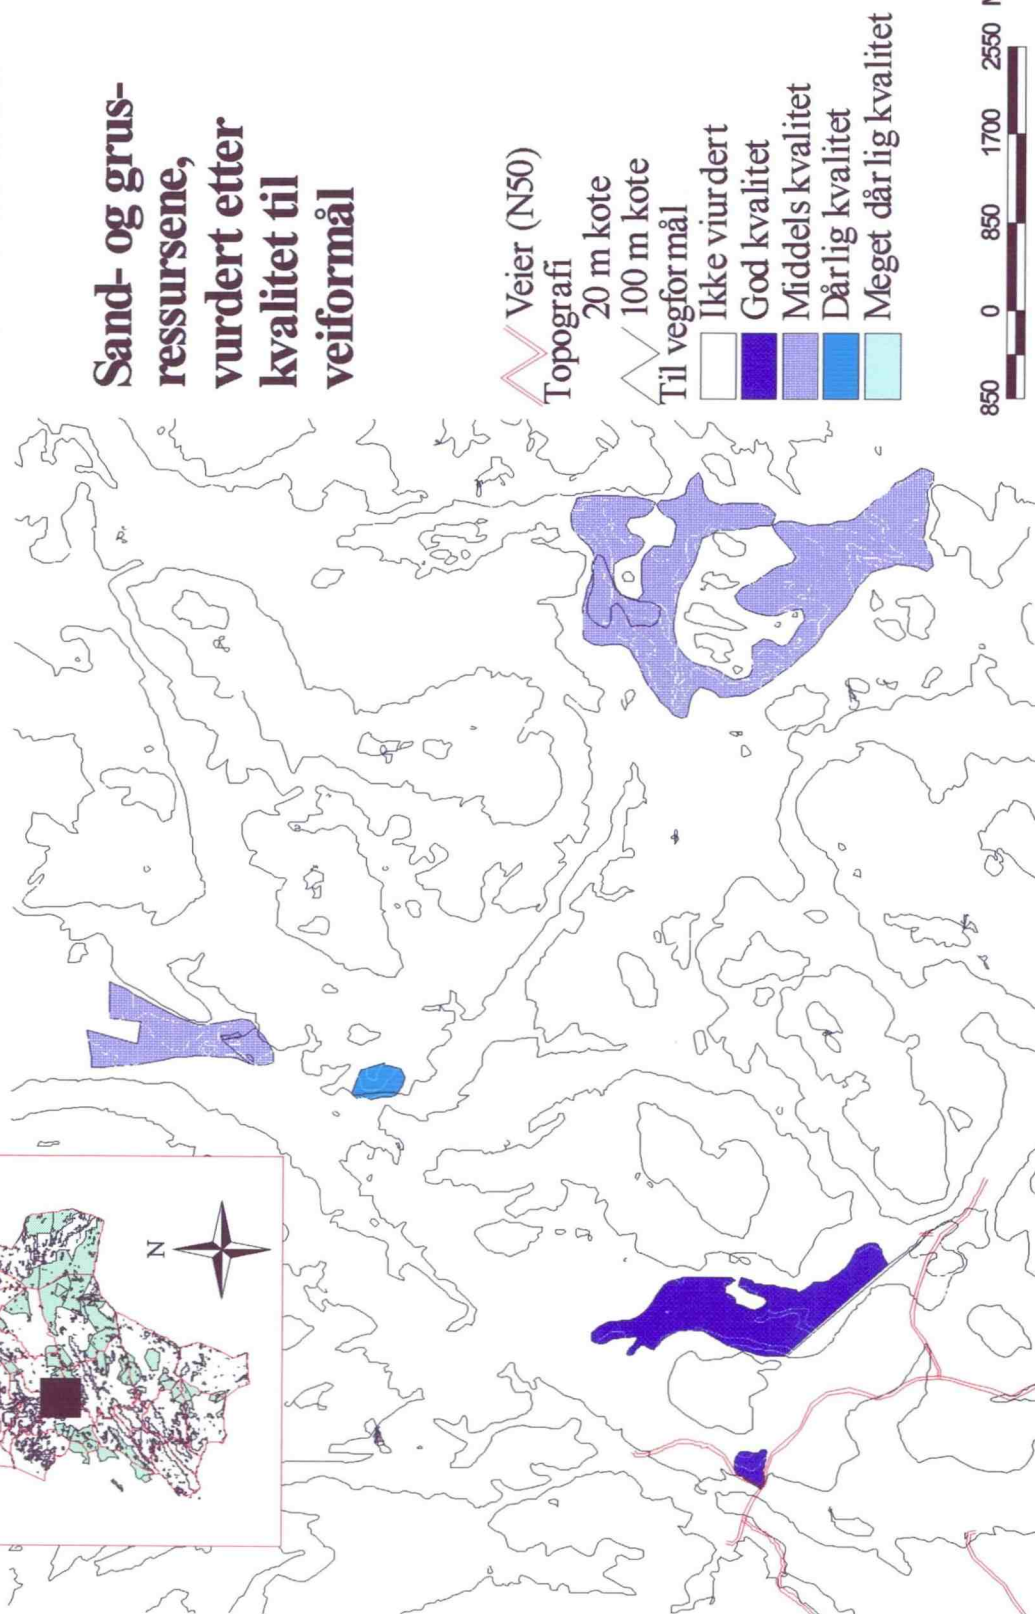 Sand- og grus-
ressursene,
vurdert etter
kvalitet til
veiformål
Veier (N50)
Topografi
20 m kote
100 m kote
Til vegformål
Ikke viurdert
God kvalitet
Middels kvalitet
Dårlig kvalitet
Meget dårlig kvalitet
850 0 850 1700 2550
N